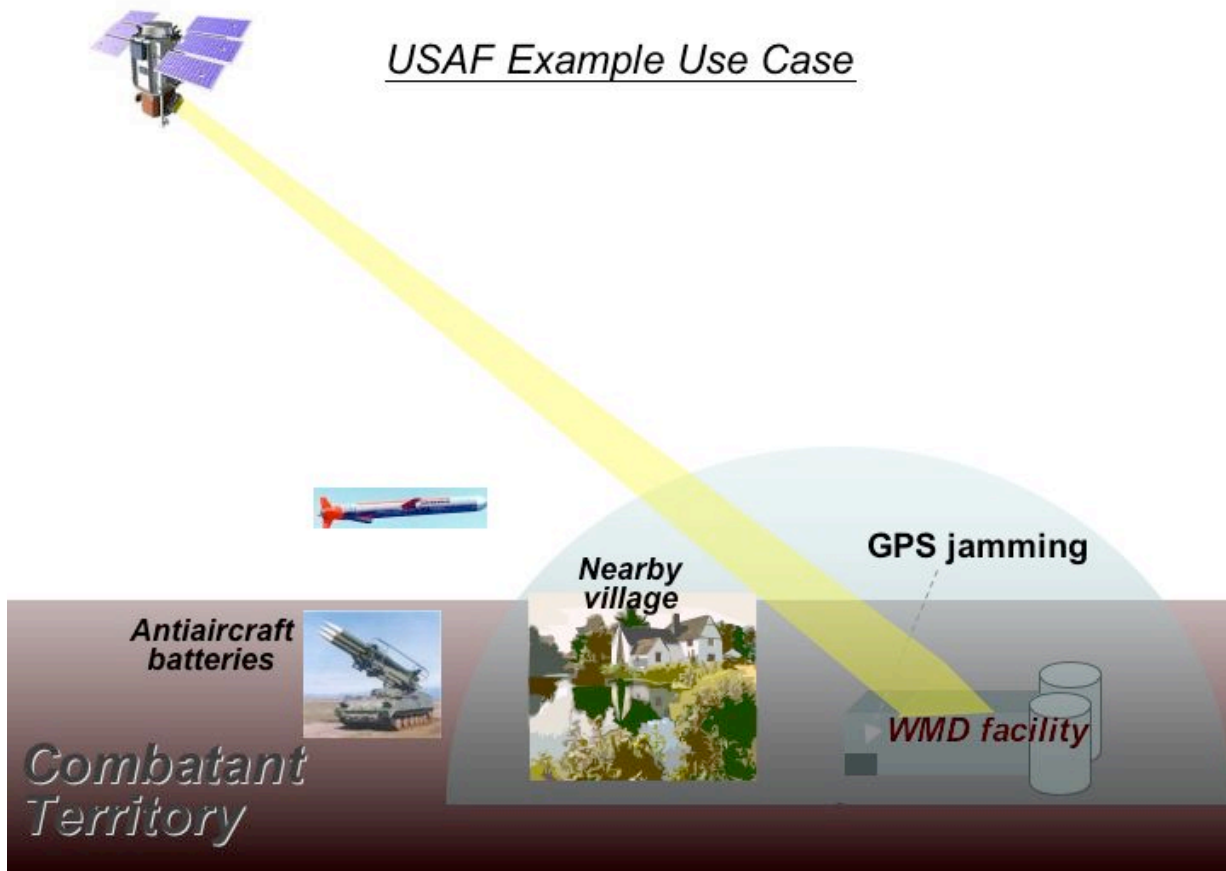 USAF Example Use Case
GPS jamming
Nearby
village
Antiaircraft
batteries
WMD facility
Combatant
Territory